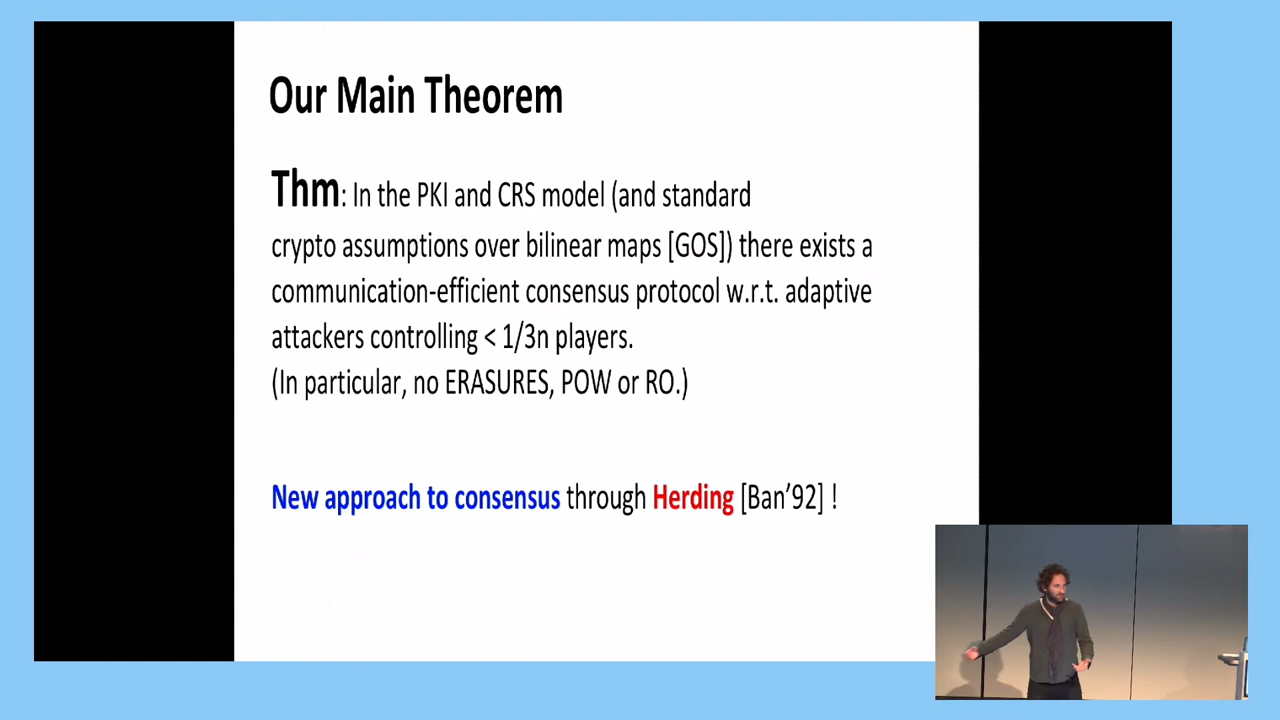 Our Main Theorem
Thm: In the PKI and CRS model (and standard
crypto assumptions over bilinear maps [GOS]) there exists a
communication-efficient consensus protocol w.r.t. adaptive
attackers controlling < 1/3n players.
(In particular, no ERASURES, POW or RO.)
New approach to consensus through Herding [Ban’92] !